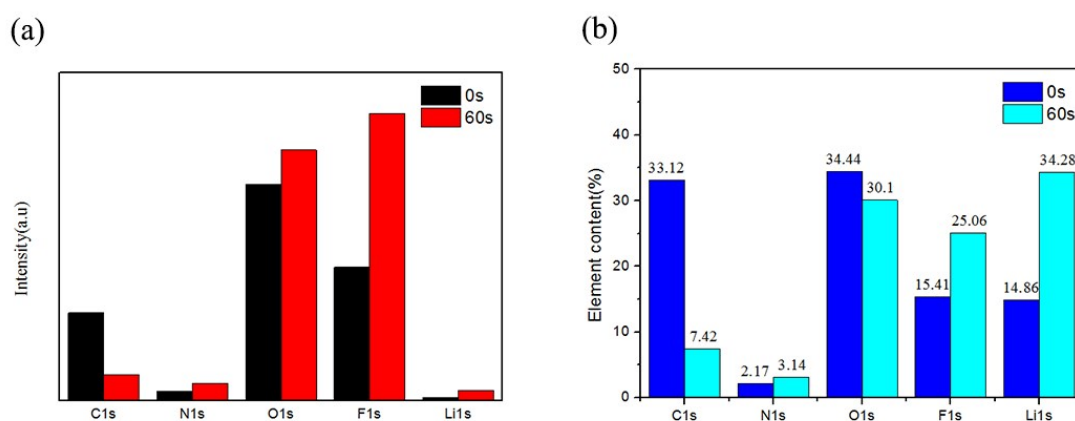 (a)
Intensity(a.u)
0s
60s
C1s N1s O1s F1s Li1s
(b)
Element content(%)
50
40
30
20
10
0
0s
60s
33.12
7.42
2.17
3.14
34.44
30.1
15.41
25.06
14.86
34.28
C1s N1s O1s F1s Li1s